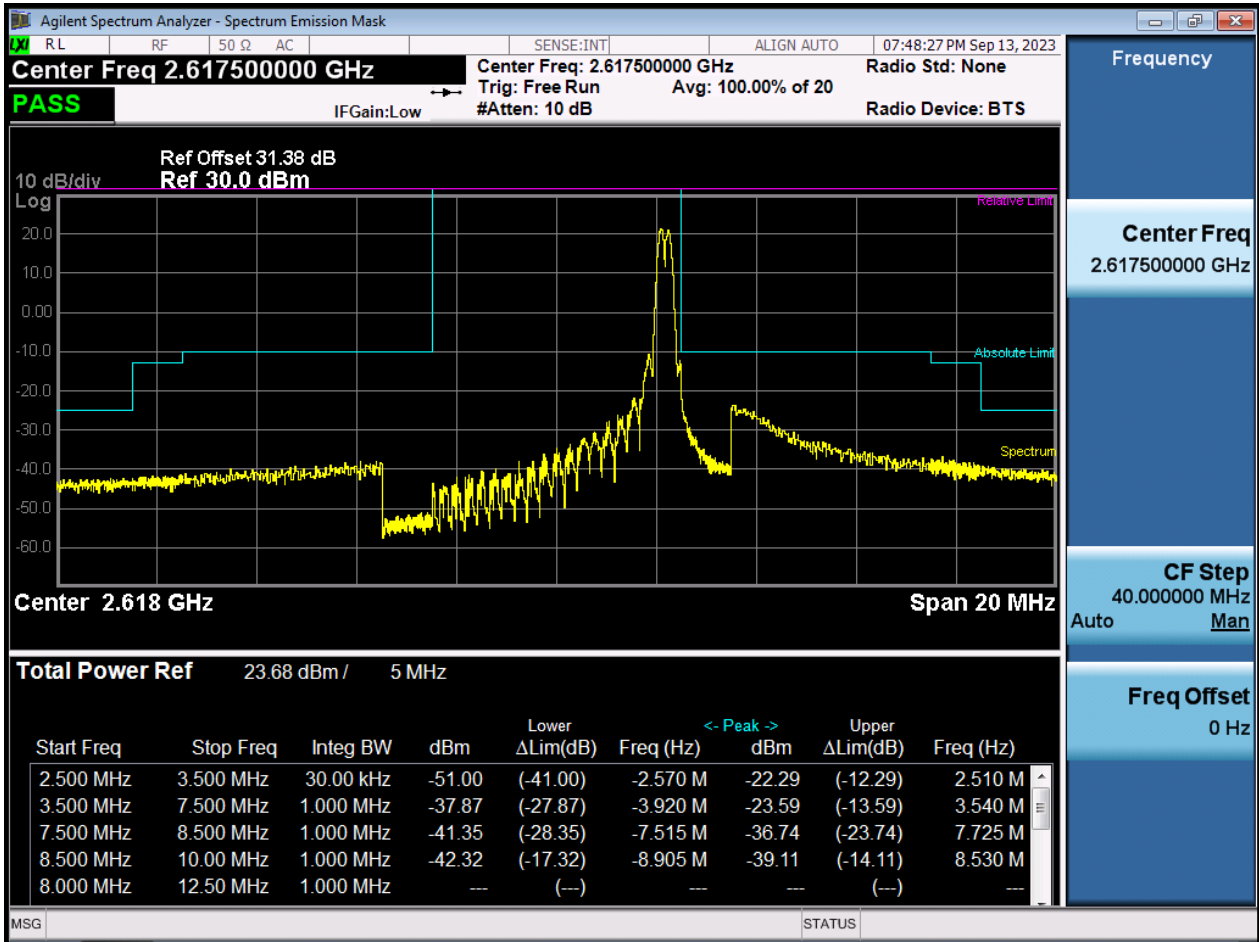 Agilent Spectrum Analyzer - Spectrum Emission Mask
LXI RL RF 50 Ω AC SENSE:INT ALIGN AUTO 07:48:27 PM Sep 13, 2023
Center Freq 2.617500000 GHz
Center Freq: 2.617500000 GHz
Radio Std: None
Trig: Free Run Avg: 100.00% of 20
PASS
IFGain:Low
#Atten: 10 dB
Radio Device: BTS
Ref Offset 31.38 dB
10 dB/div Ref 30.0 dBm
Log
Relative Limit
20.0
10.0
0.00
-10.0
Absolute Limit
-20.0
-30.0
Spectrum
-40.0
-50.0
-60.0
Center 2.618 GHz Span 20 MHz
Total Power Ref 23.68 dBm / 5 MHz
Lower <- Peak -> Upper
Start Freq Stop Freq Integ BW dBm ΔLim(dB) Freq (Hz) dBm ΔLim(dB) Freq (Hz)
2.500 MHz 3.500 MHz 30.00 kHz -51.00 (-41.00) -2.570 M -22.29 (-12.29) 2.510 M
3.500 MHz 7.500 MHz 1.000 MHz -37.87 (-27.87) -3.920 M -23.59 (-13.59) 3.540 M
7.500 MHz 8.500 MHz 1.000 MHz -41.35 (-28.35) -7.515 M -36.74 (-23.74) 7.725 M
8.500 MHz 10.00 MHz 1.000 MHz -42.32 (-17.32) -8.905 M -39.11 (-14.11) 8.530 M
8.000 MHz 12.50 MHz 1.000 MHz --- (---) --- --- (---) ---
MSG STATUS
Frequency
Center Freq
2.617500000 GHz
CF Step
40.000000 MHz
Auto Man
Freq Offset
0 Hz